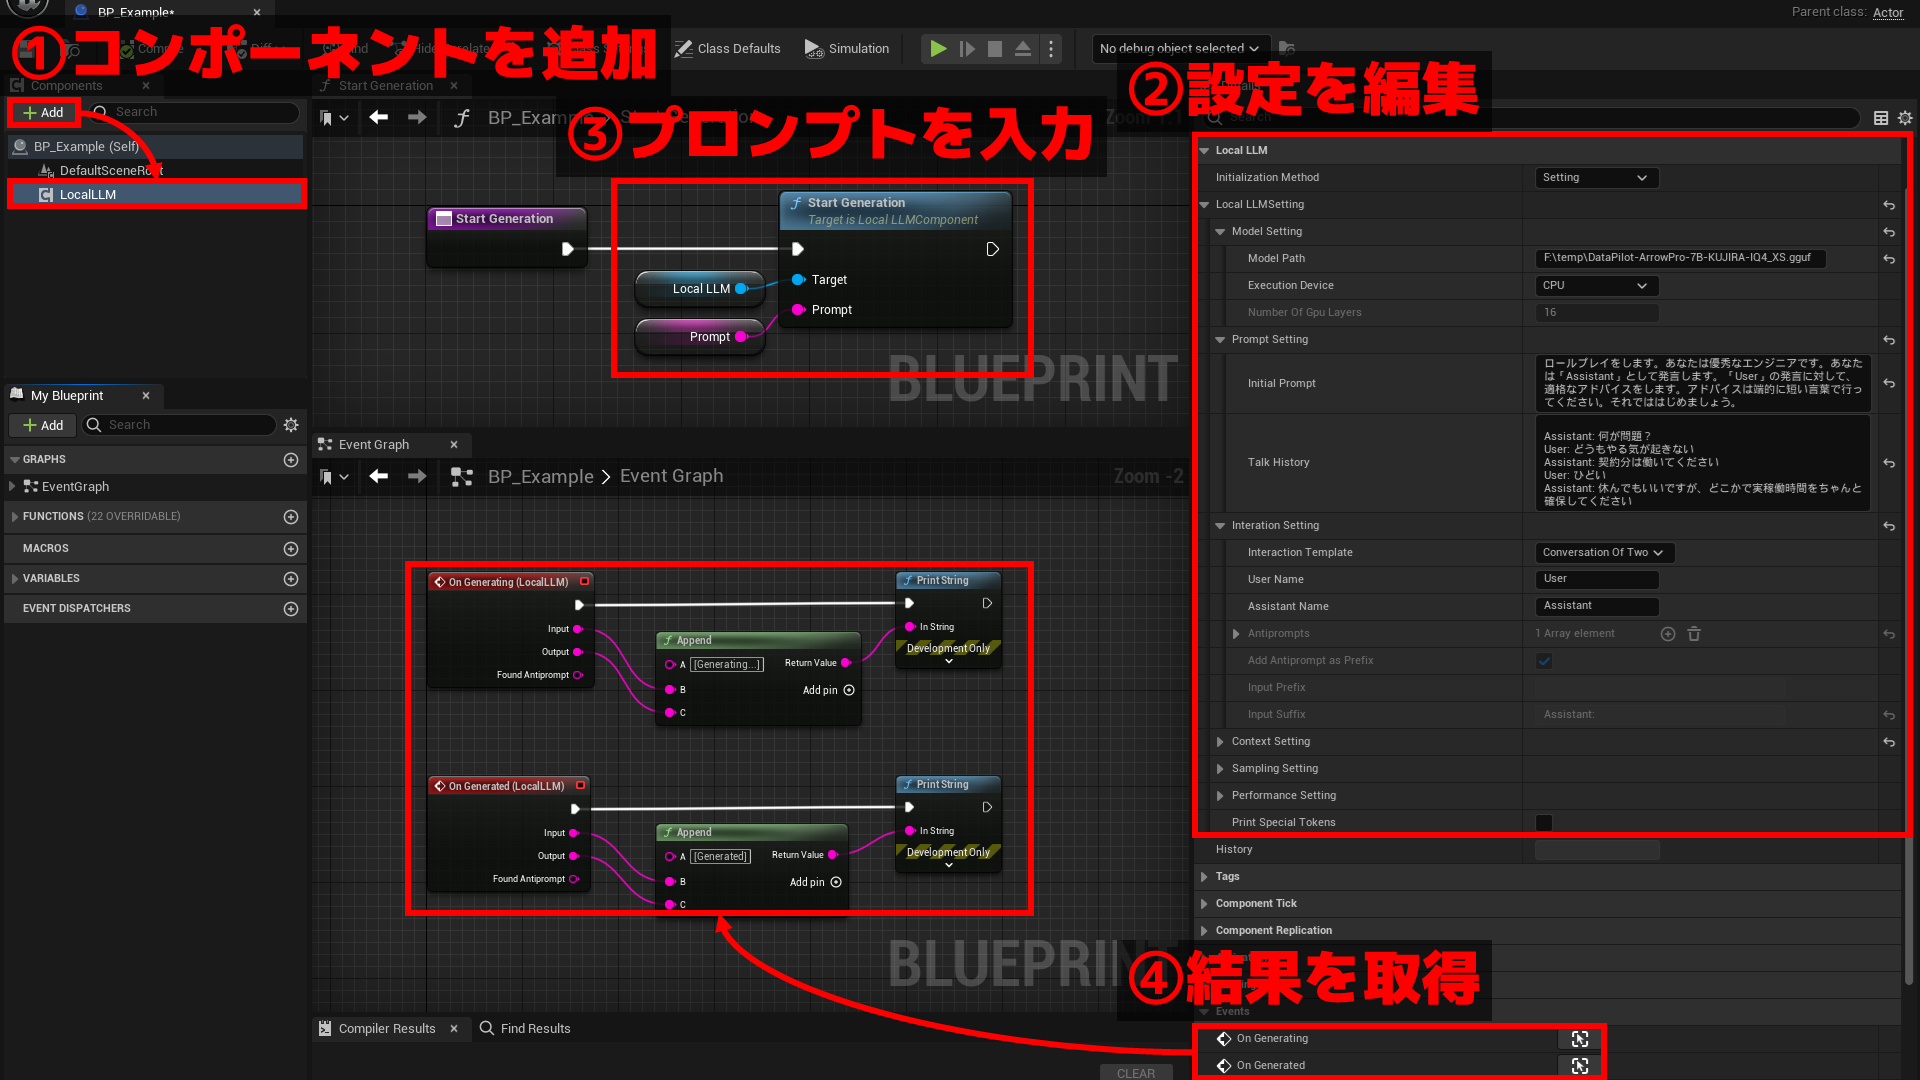 BP_Example*
Parent class: Actor
①コンポーネントを追加
Class Defaults
Simulation
No debug object selected
Components
Add
Search
BP_Example (Self)
DefaultSceneRoot
LocalLLM
My Blueprint
Add
Search
GRAPHS
EventGraph
FUNCTIONS (22 OVERRIDABLE)
MACROS
VARIABLES
EVENT DISPATCHERS
Start Generation
BP_Example
③プロンプトを入力
Start Generation
Start Generation
Target is Local LLMComponent
Local LLM
Target
Prompt
Prompt
BLUEPRINT
Event Graph
BP_Example > Event Graph
Zoom -2
On Generating (LocalLLM)
Input
Output
Found Antiprompt
Append
A [Generating...]
B
C
Return Value
Add pin
Print String
In String
Development Only
On Generated (LocalLLM)
Input
Output
Found Antiprompt
Append
A [Generated]
B
C
Return Value
Add pin
Print String
In String
Development Only
BLUEPRINT
Compiler Results
Find Results
CLEAR
②設定を編集
Search
Local LLM
Initialization Method
Setting
Local LLMSetting
Model Setting
Model Path
F:\temp\DataPilot-ArrowPro-7B-KUJIRA-IQ4_XS.gguf
Execution Device
CPU
Number Of Gpu Layers
16
Prompt Setting
Initial Prompt
ロールプレイをします。あなたは優秀なエンジニアです。あなた
は「Assistant」として発言します。「User」の発言に対して、
適格なアドバイスをします。アドバイスは端的に短い言葉で行っ
てください。それでははじめましょう。
Talk History
Assistant: 何が問題？
User: どうもやる気が起きない
Assistant: 契約分は働いてください
User: ひどい
Assistant: 休んでもいいですが、どこかで実稼働時間をちゃんと
確保してください
Interation Setting
Interaction Template
Conversation Of Two
User Name
User
Assistant Name
Assistant
Antiprompts
1 Array element
Add Antiprompt as Prefix
Input Prefix
Input Suffix
Assistant:
Context Setting
Sampling Setting
Performance Setting
Print Special Tokens
History
Tags
Component Tick
Component Replication
④結果を取得
Events
On Generating
On Generated